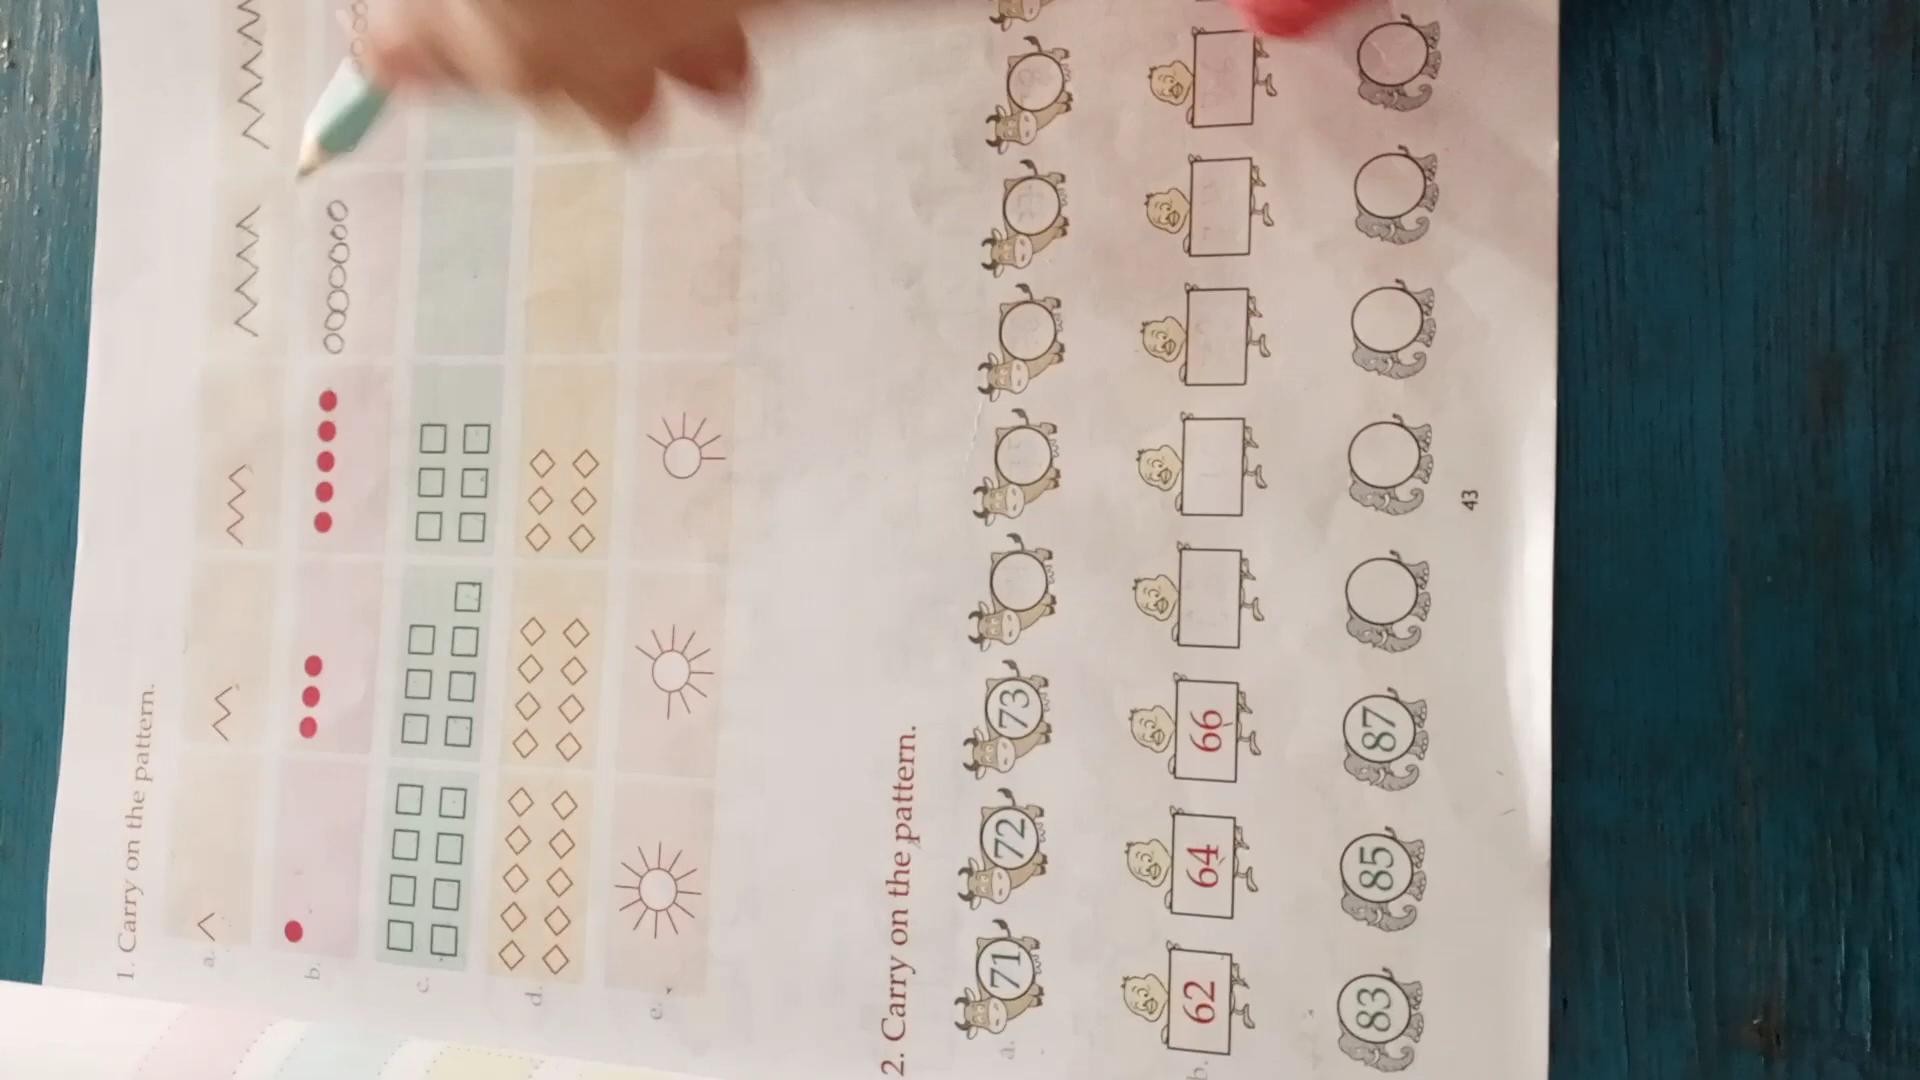 1. Carry on the pattern.
a.
b.
c.
d.
e.
2. Carry on the pattern.
a. 71 72 73
b. 62 64 66
83 85 87
43